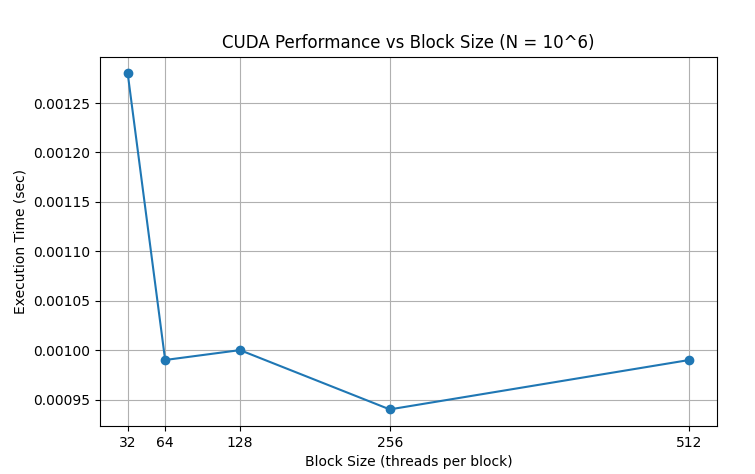 CUDA Performance vs Block Size (N = 10^6)
0.00125
0.00120
0.00115
0.00110
0.00105
0.00100
0.00095
Execution Time (sec)
32 64 128 256 512
Block Size (threads per block)